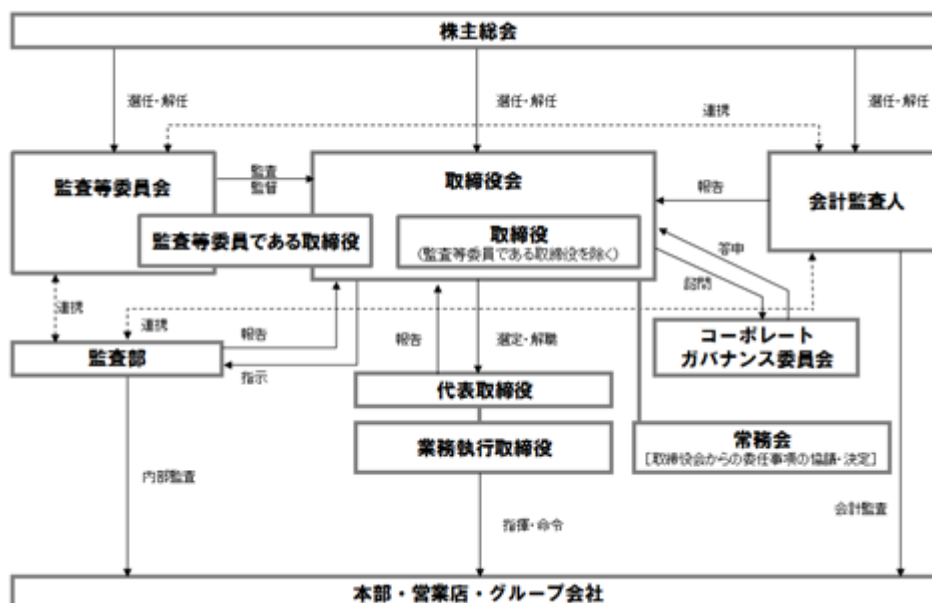 株主総会
選任・解任
選任・解任
選任・解任
連携
監査等委員会
監査
監督
取締役会
報告
会計監査人
監査等委員である取締役
取締役
（監査等委員である取締役を除く）
答申
諮問
連携
連携
監査部
報告
指示
報告
選定・解職
コーポレート
ガバナンス委員会
代表取締役
業務執行取締役
常務会
［取締役会からの委任事項の協議・決定］
内部監査
指揮・命令
会計監査
本部・営業店・グループ会社